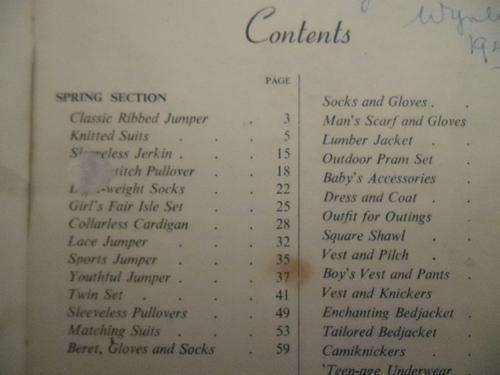 Contents
PAGE
SPRING SECTION
Classic Ribbed Jumper . . 3
Knitted Suits . . . 5
Sleeveless Jerkin . . . 15
stitch Pullover . . 18
weight Socks . . 22
Girl's Fair Isle Set . . 25
Collarless Cardigan . . 28
Lace Jumper . . . 32
Sports Jumper . . . 35
Youthful Jumper . . . 37
Twin Set . . . . 41
Sleeveless Pullovers . . 49
Matching Suits . . . 53
Beret, Gloves and Socks . 59
Socks and Gloves . .
Man's Scarf and Gloves
Lumber Jacket . .
Outdoor Pram Set .
Baby's Accessories
Dress and Coat . .
Outfit for Outings .
Square Shawl . .
Vest and Pilch . .
Boy's Vest and Pants .
Vest and Knickers
Enchanting Bedjacket .
Tailored Bedjacket .
Camiknickers . .
'Teen-age Underwear